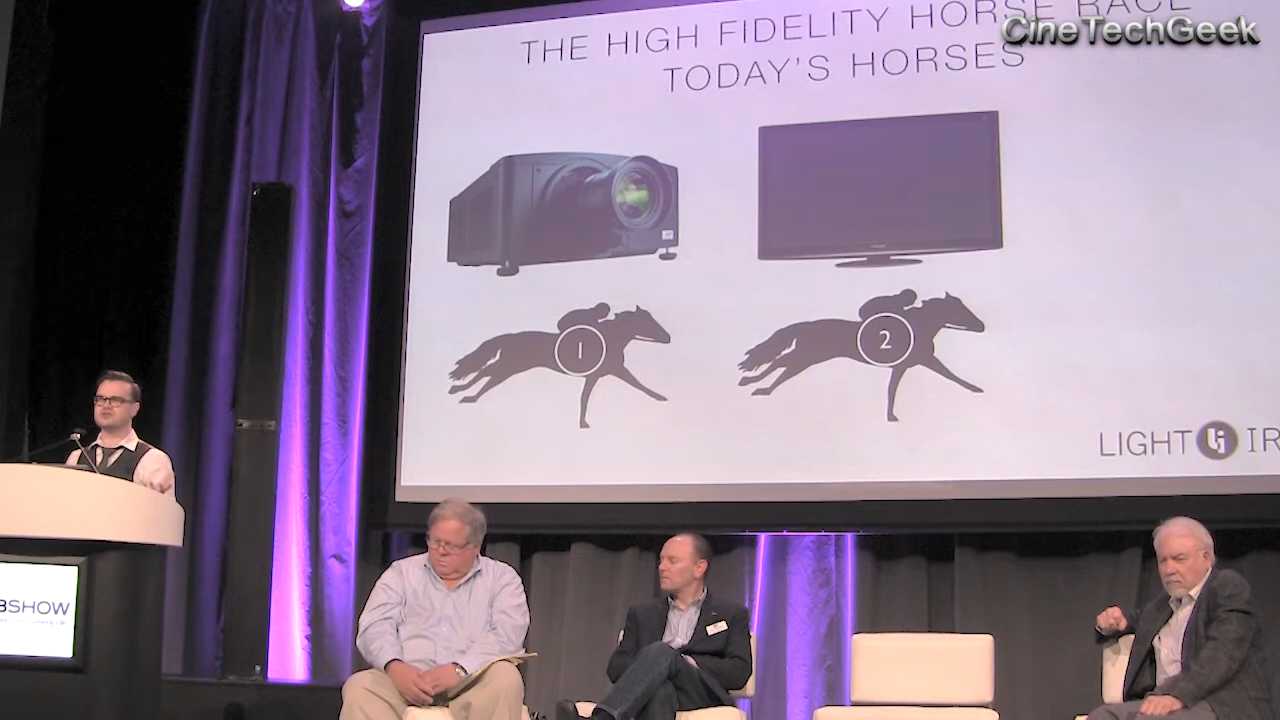 THE HIGH FIDELITY HORSE RACE
TODAY'S HORSES
CineTechGeek
1
2
LIGHT IR
BSHOW